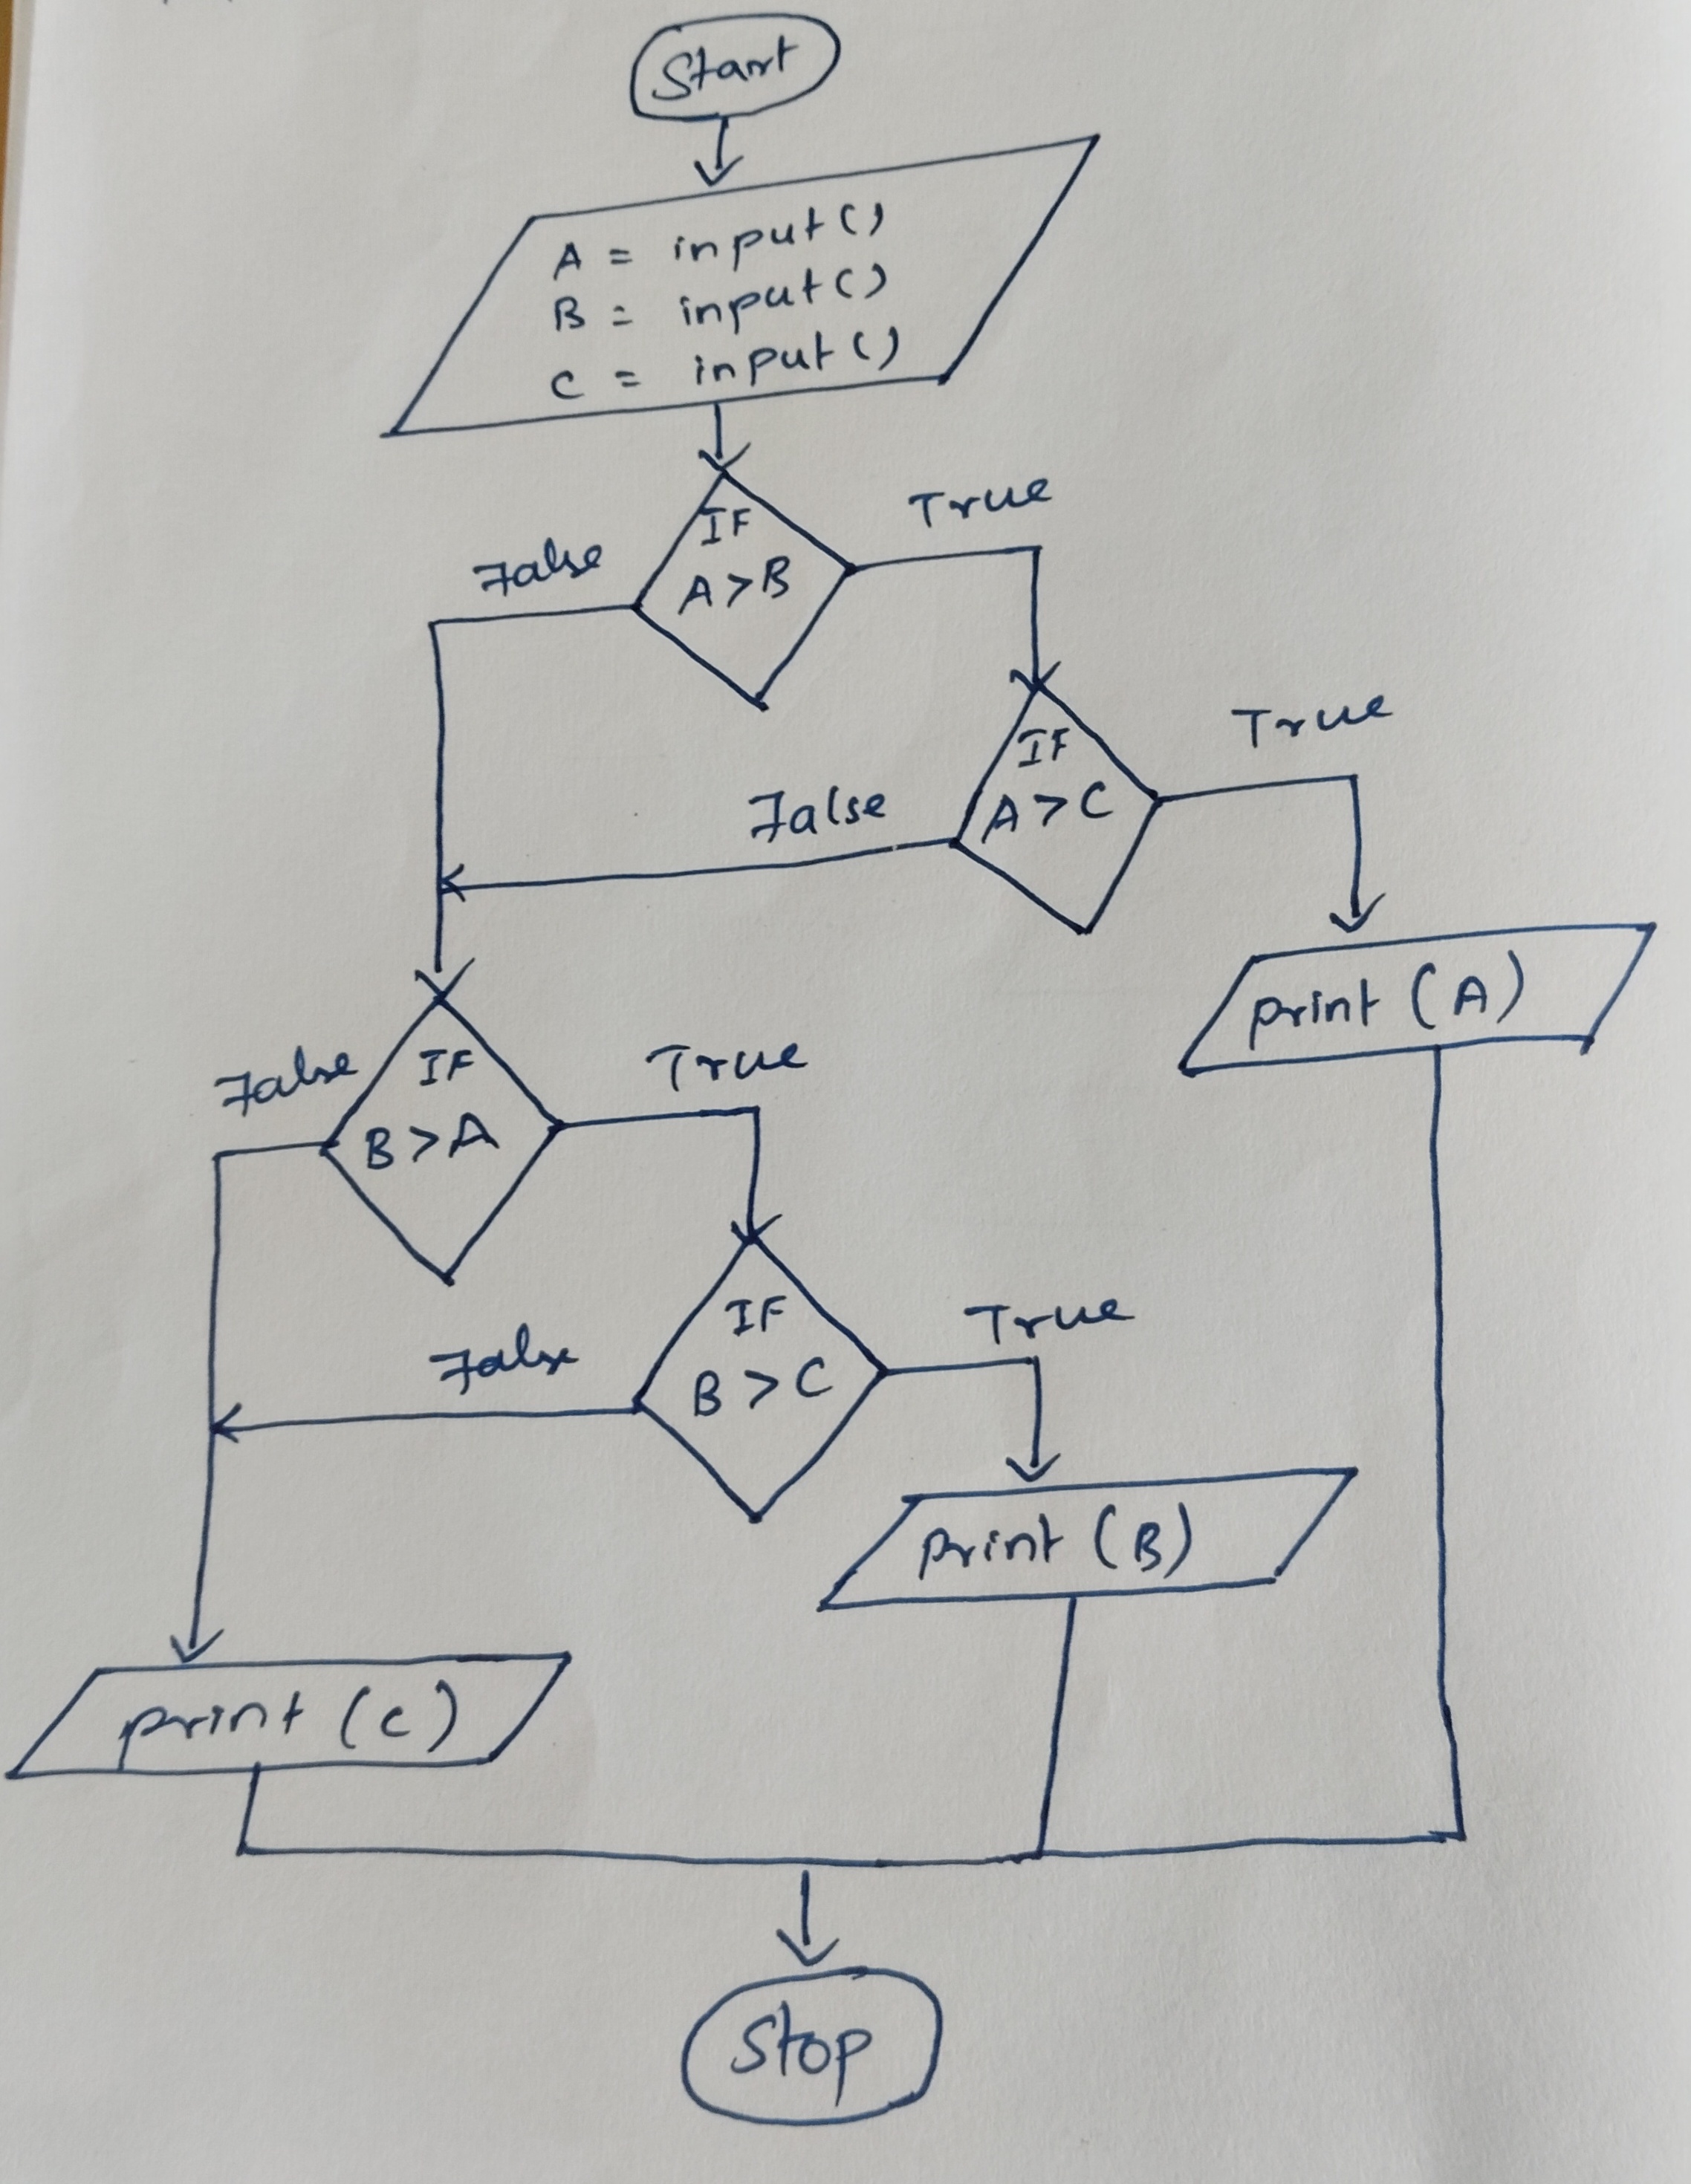 Start
A = input()
B = input()
C = input()
IF
A>B
True
False
IF
A>C
True
False
print (A)
IF
B>A
False
True
IF
B>C
True
False
print (B)
print (c)
Stop